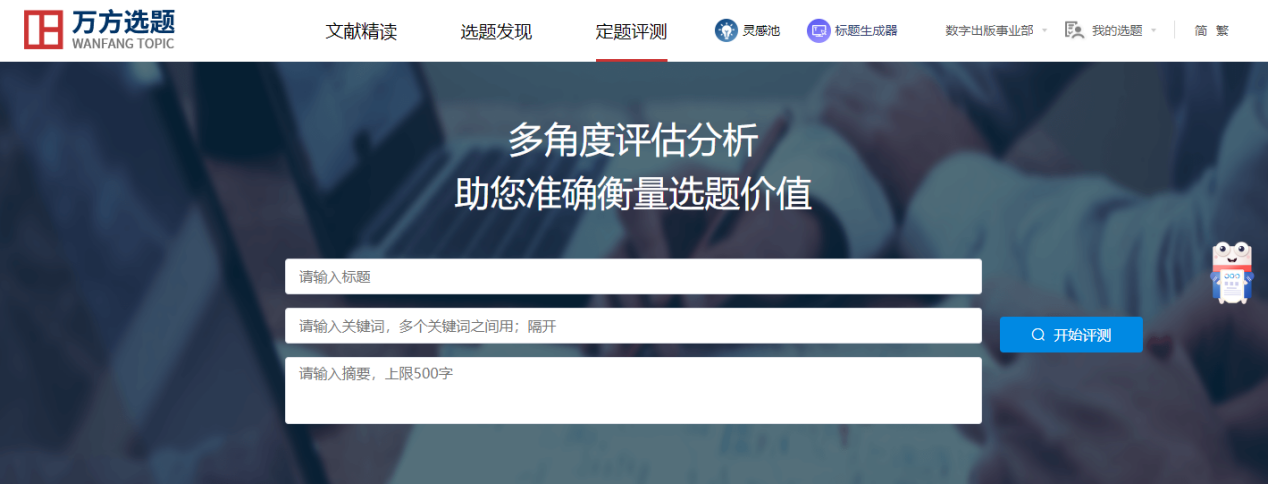 万方选题
WANFANG TOPIC
文献精读
选题发现
定题评测
灵感池
标题生成器
数字出版事业部
我的选题
简 繁
多角度评估分析
助您准确衡量选题价值
请输入标题
请输入关键词，多个关键词之间用；隔开
开始评测
请输入摘要，上限500字